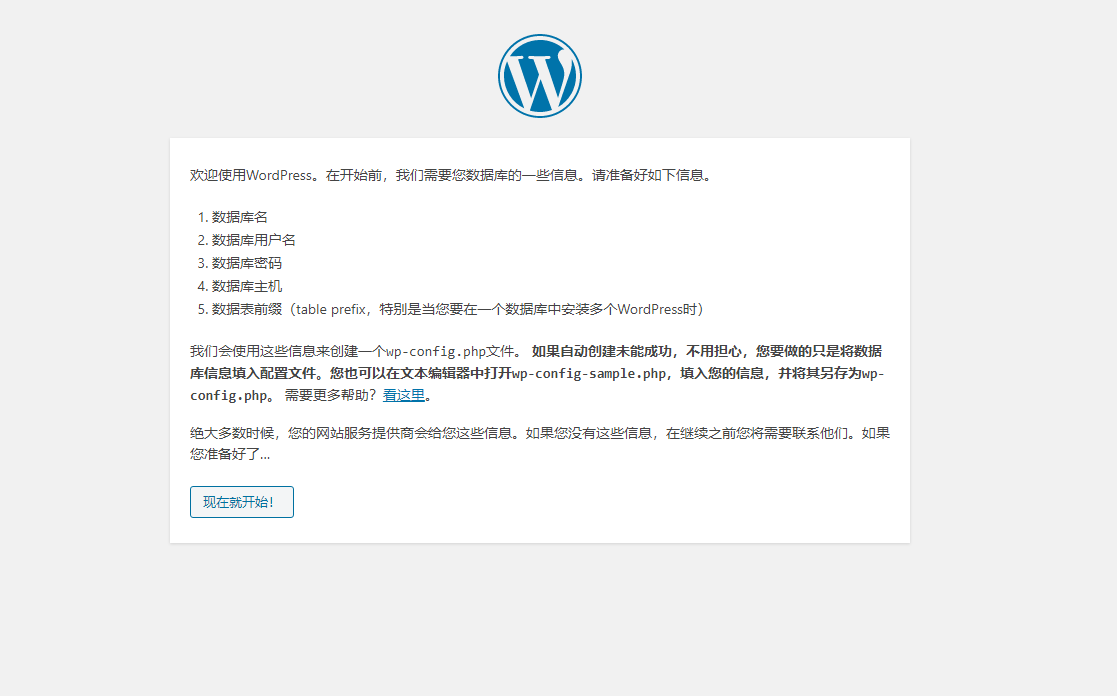 欢迎使用WordPress。在开始前，我们需要您数据库的一些信息。请准备好如下信息。
1. 数据库名
2. 数据库用户名
3. 数据库密码
4. 数据库主机
5. 数据表前缀（table prefix，特别是当您要在一个数据库中安装多个WordPress时）
我们会使用这些信息来创建一个wp-config.php文件。 如果自动创建未能成功，不用担心，您要做的只是将数据
库信息填入配置文件。您也可以在文本编辑器中打开wp-config-sample.php，填入您的信息，并将其另存为wp-
config.php。 需要更多帮助？看这里。
绝大多数时候，您的网站服务提供商会给您这些信息。如果您没有这些信息，在继续之前您将需要联系他们。如果
您准备好了...
现在就开始！